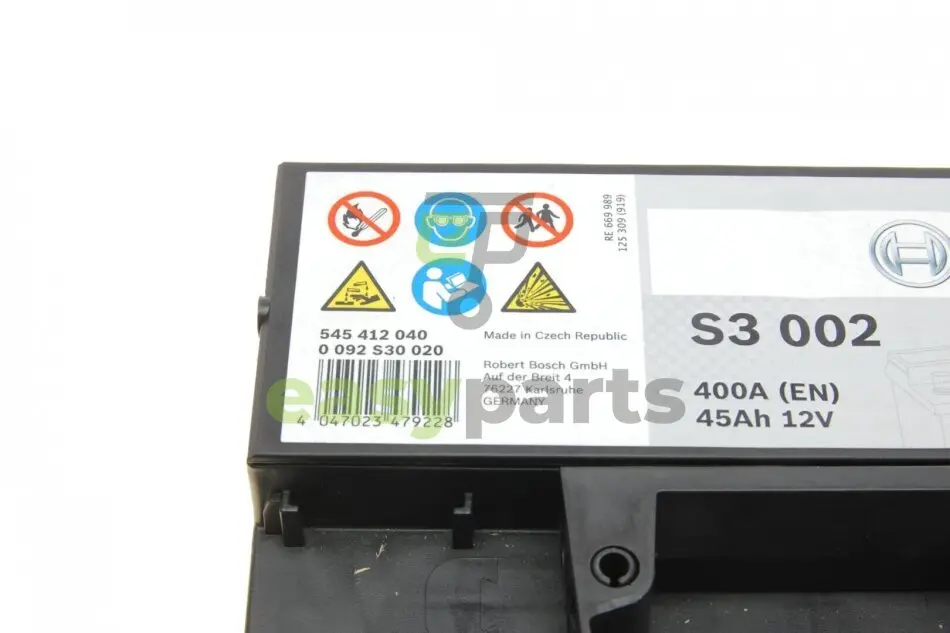 RE 669 989
125 309 (919)
545 412 040
0 092 S30 020
Made in Czech Republic
Robert Bosch GmbH
Auf der Breit 4
76227 Karlsruhe
GERMANY
4 047023 479228
S3 002
400A (EN)
45Ah 12V
easyparts